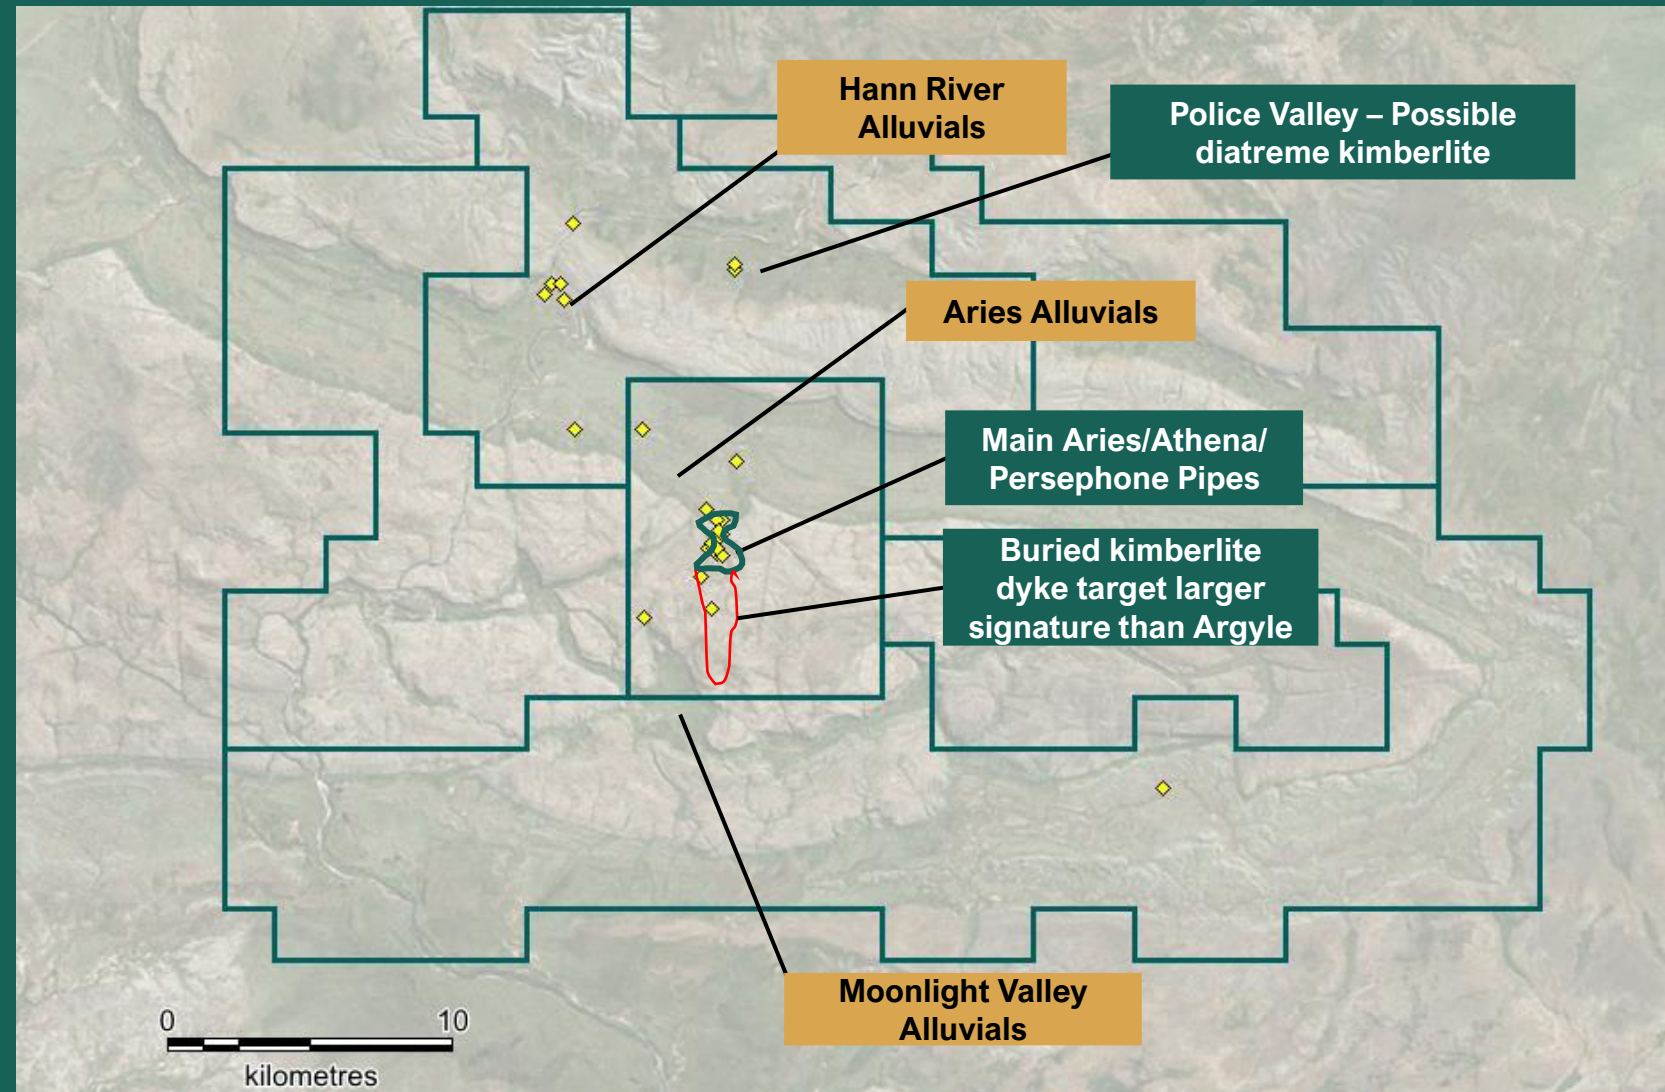 Hann River
Alluvials
Police Valley – Possible
diatreme kimberlite
Aries Alluvials
Main Aries/Athena/
Persephone Pipes
Buried kimberlite
dyke target larger
signature than Argyle
Moonlight Valley
Alluvials
0 10
kilometres